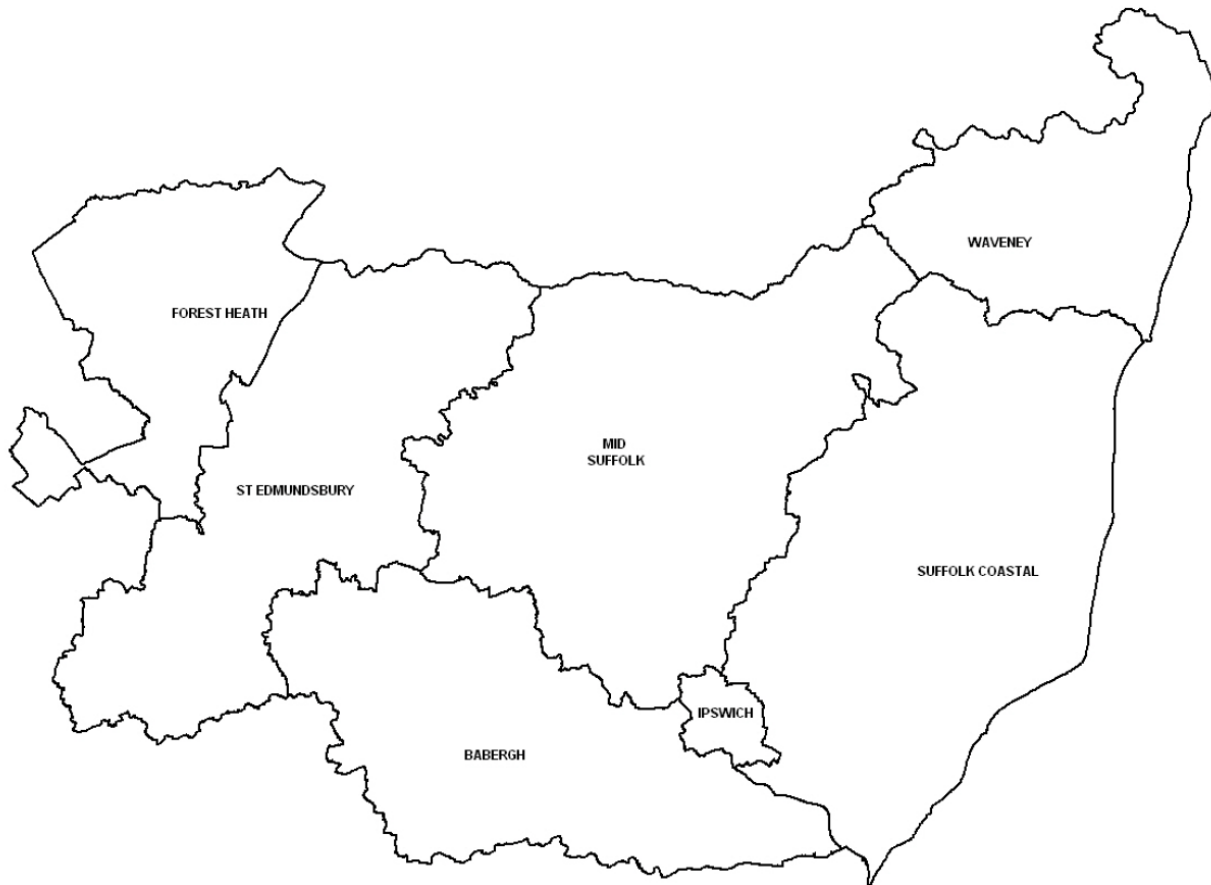 WAVENEY
FOREST HEATH
MID
SUFFOLK
ST EDMUNDSBURY
SUFFOLK COASTAL
IPSWICH
BABERGH